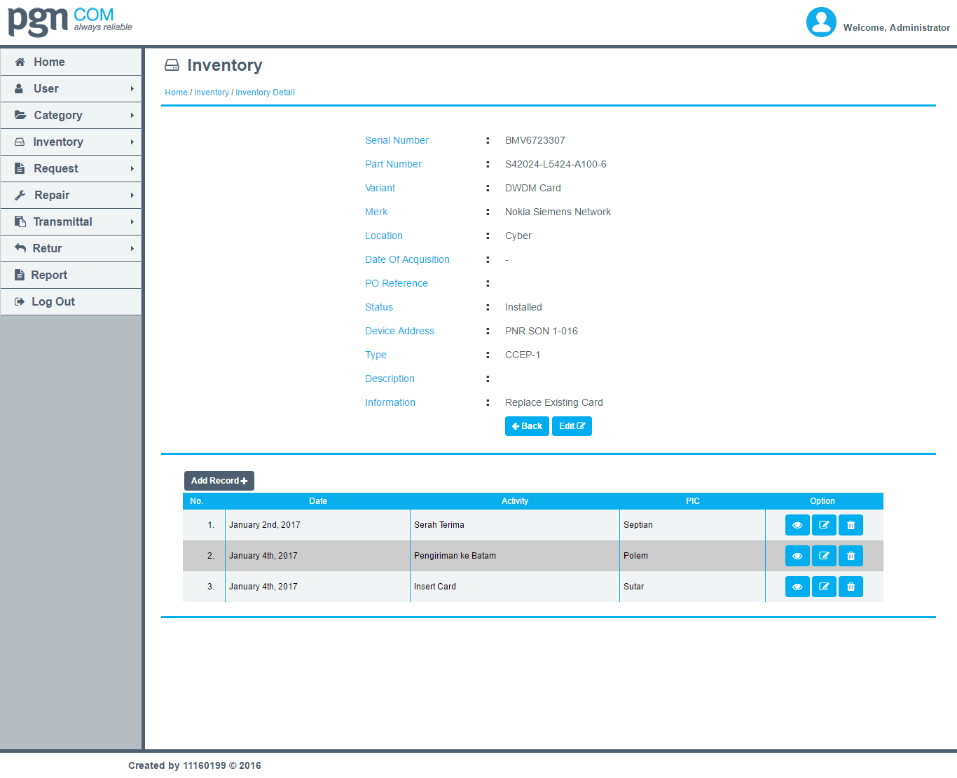 pgn COM
always reliable
Welcome, Administrator
Home
User
Category
Inventory
Request
Repair
Transmittal
Retur
Report
Log Out
Inventory
Home / Inventory / Inventory Detail
Serial Number : BMV6723307
Part Number : S42024-L5424-A100-6
Variant : DWDM Card
Merk : Nokia Siemens Network
Location : Cyber
Date Of Acquisition : -
PO Reference :
Status : Installed
Device Address : PNR.SON 1-016
Type : CCEP-1
Description :
Information : Replace Existing Card
Back Edit
Add Record
No. Date Activity PIC Option
1. January 2nd, 2017 Serah Terima Septian
2. January 4th, 2017 Pengiriman ke Batam Polem
3. January 4th, 2017 Insert Card Sutar
Created by 11160199 © 2016